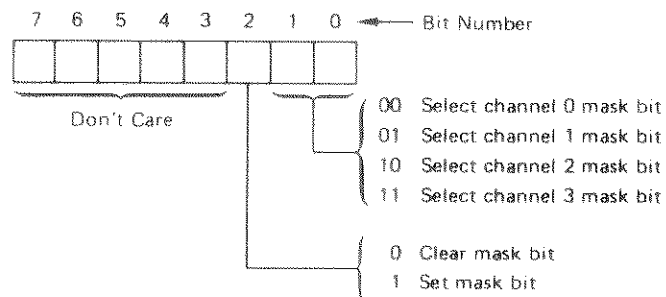 7 6 5 4 3 2 1 0 Bit Number
Don't Care
00 Select channel 0 mask bit
01 Select channel 1 mask bit
10 Select channel 2 mask bit
11 Select channel 3 mask bit
0 Clear mask bit
1 Set mask bit